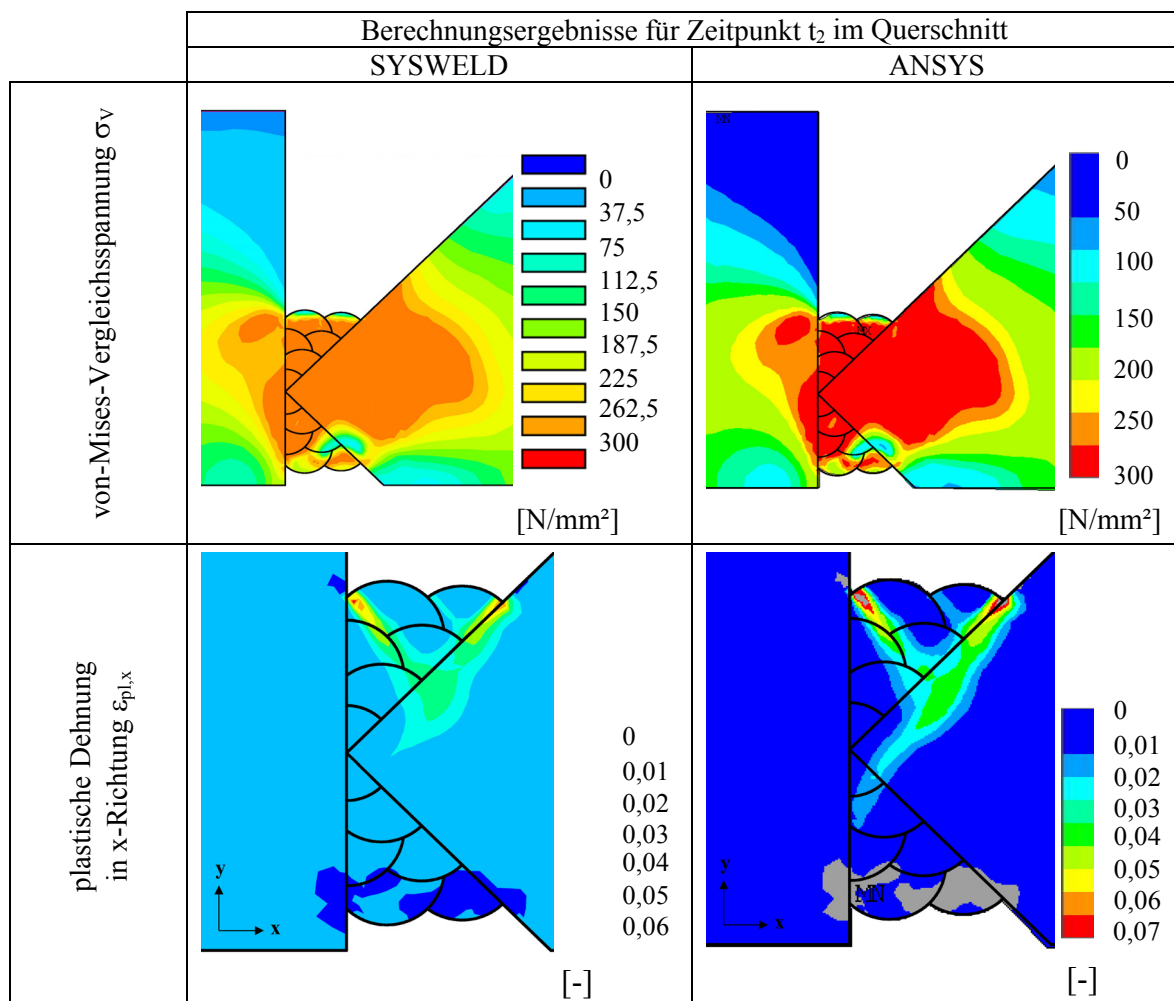 Berechnungsergebnisse für Zeitpunkt t₂ im Querschnitt
SYSWELD
ANSYS
von-Mises-Vergleichsspannung σ_V
0
37,5
75
112,5
150
187,5
225
262,5
300
[N/mm²]
MN
0
50
100
150
200
250
300
[N/mm²]
plastische Dehnung
in x-Richtung ε_pl,x
y
x
0
0,01
0,02
0,03
0,04
0,05
0,06
[-]
y
x
MN
0
0,01
0,02
0,03
0,04
0,05
0,06
0,07
[-]